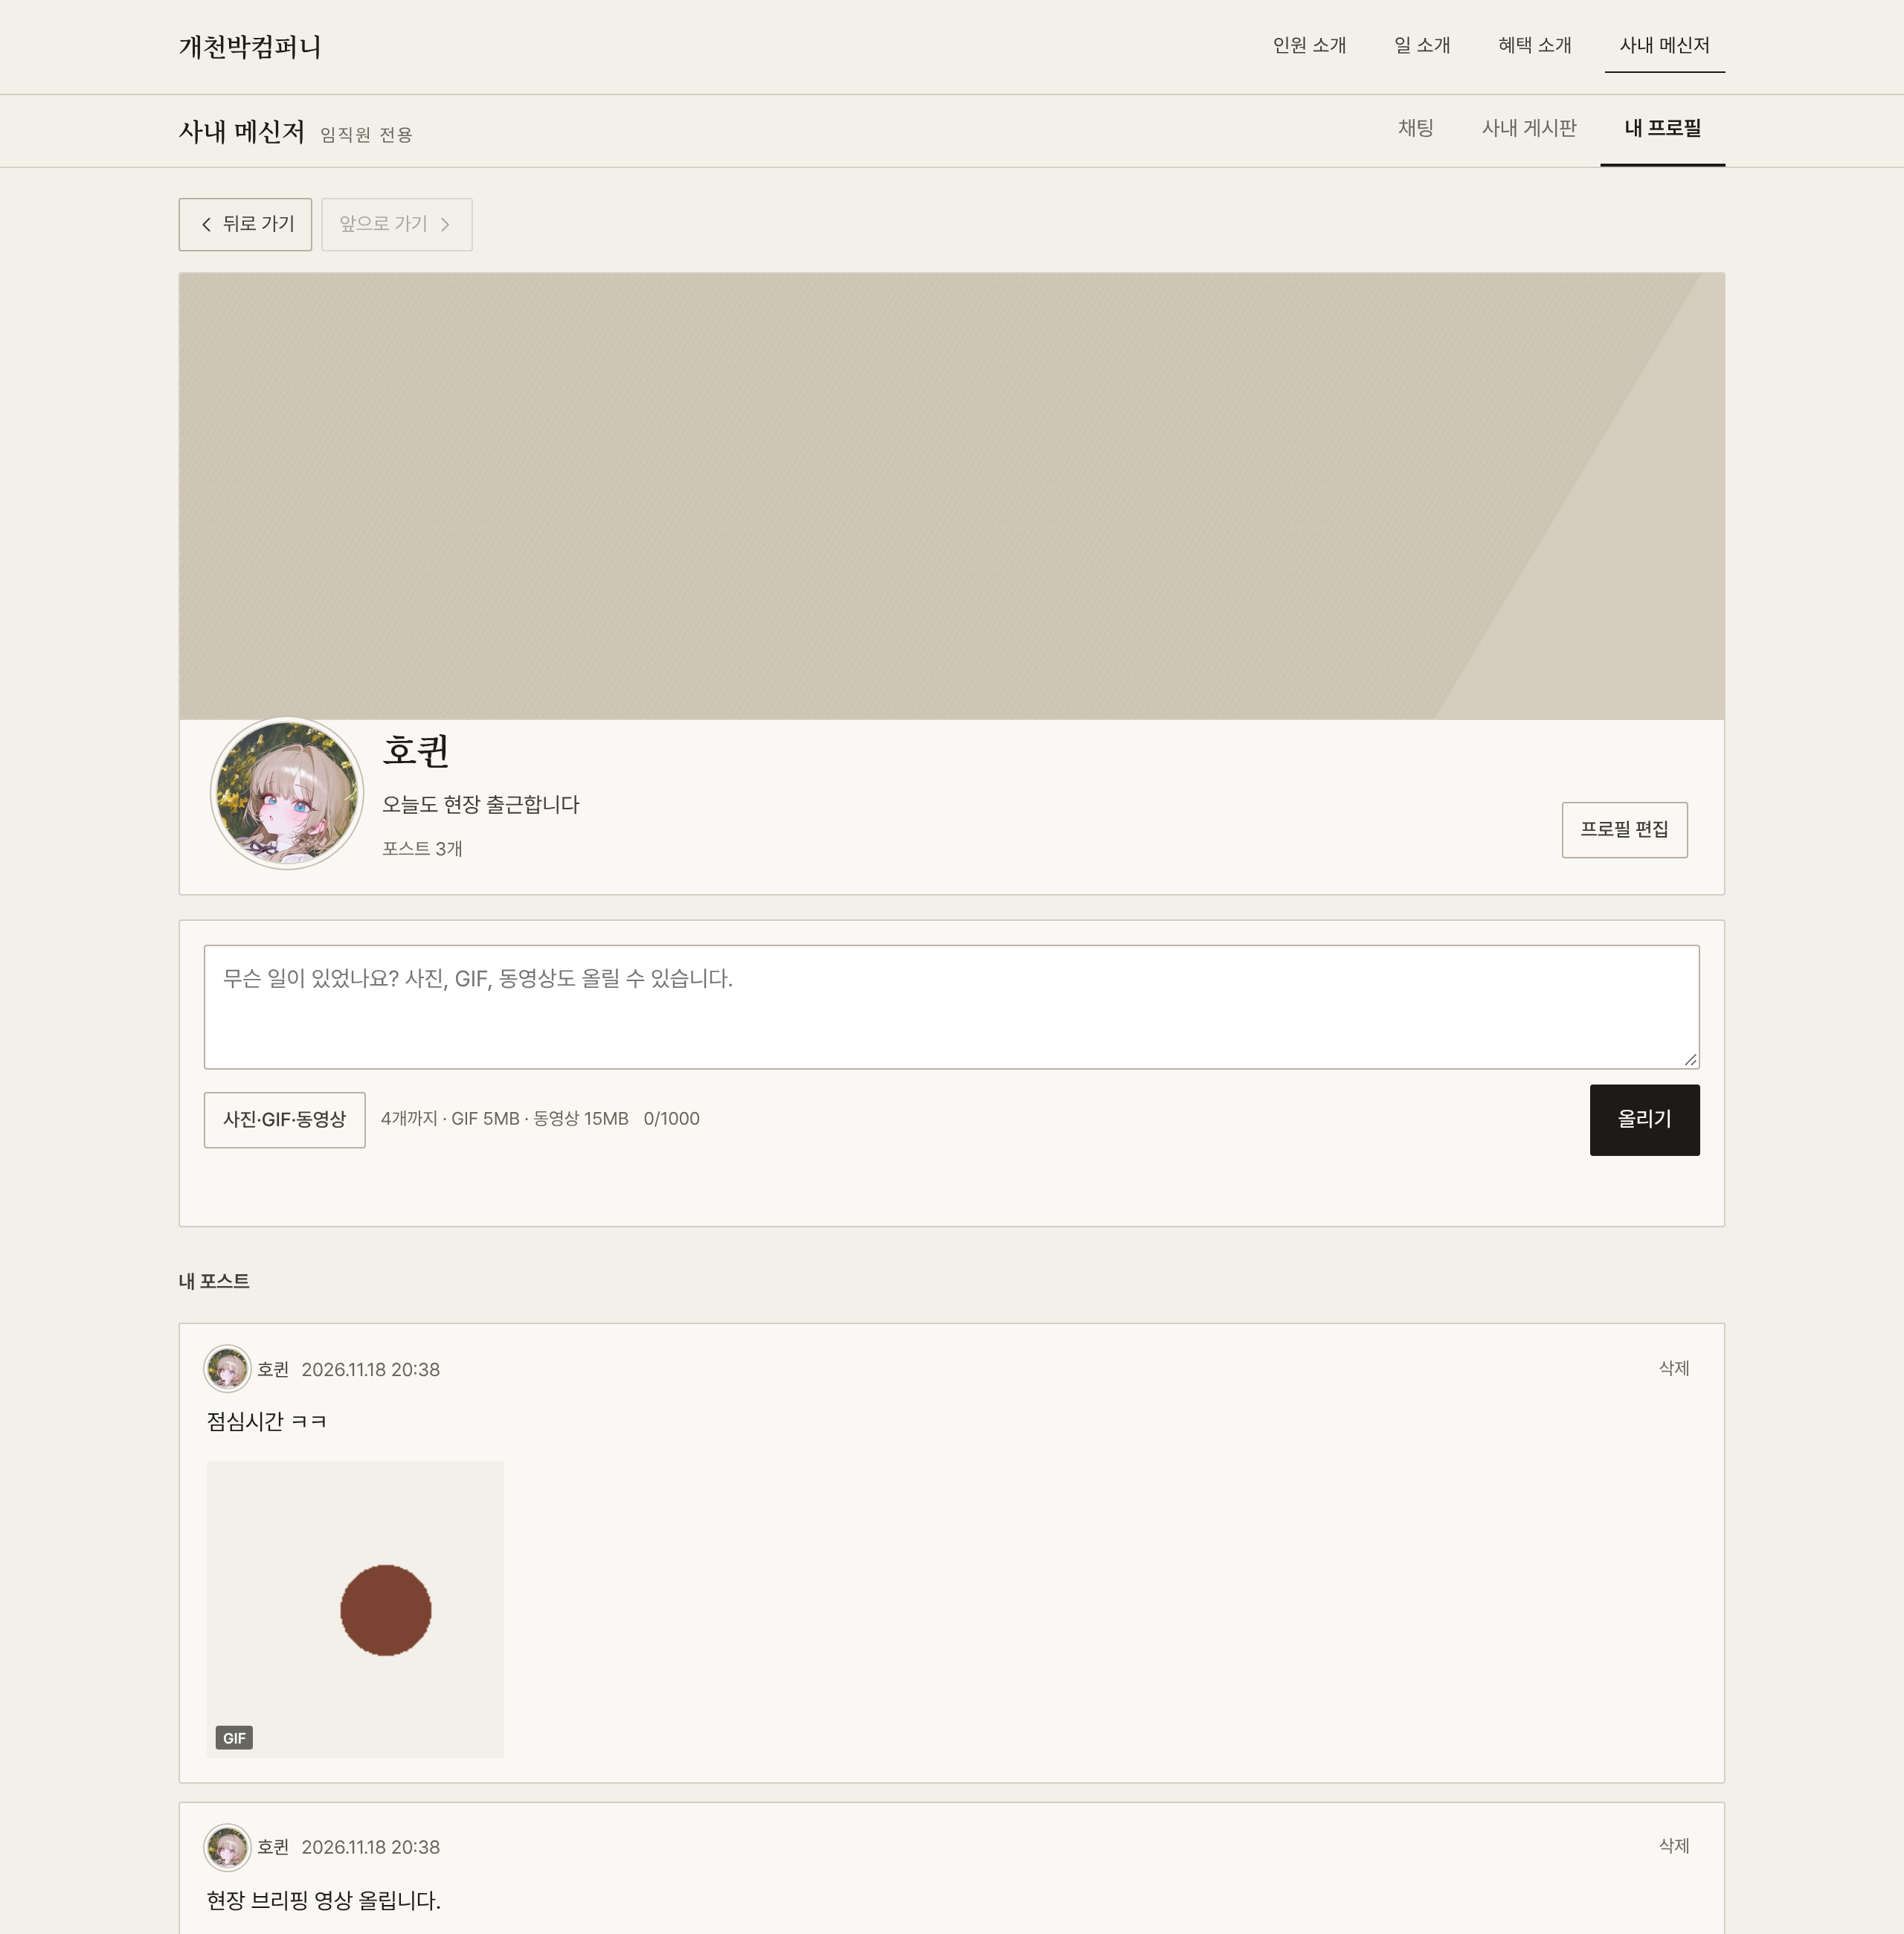 개천박컴퍼니
인원 소개 일 소개 혜택 소개 사내 메신저
사내 메신저 임직원 전용
채팅 사내 게시판 내 프로필
뒤로 가기 앞으로 가기
호퀸
오늘도 현장 출근합니다
포스트 3개
프로필 편집
무슨 일이 있었나요? 사진, GIF, 동영상도 올릴 수 있습니다.
사진·GIF·동영상 4개까지 · GIF 5MB · 동영상 15MB 0/1000 올리기
내 포스트
호퀸 2026.11.18 20:38 삭제
점심시간 ㅋㅋ
GIF
호퀸 2026.11.18 20:38 삭제
현장 브리핑 영상 올립니다.